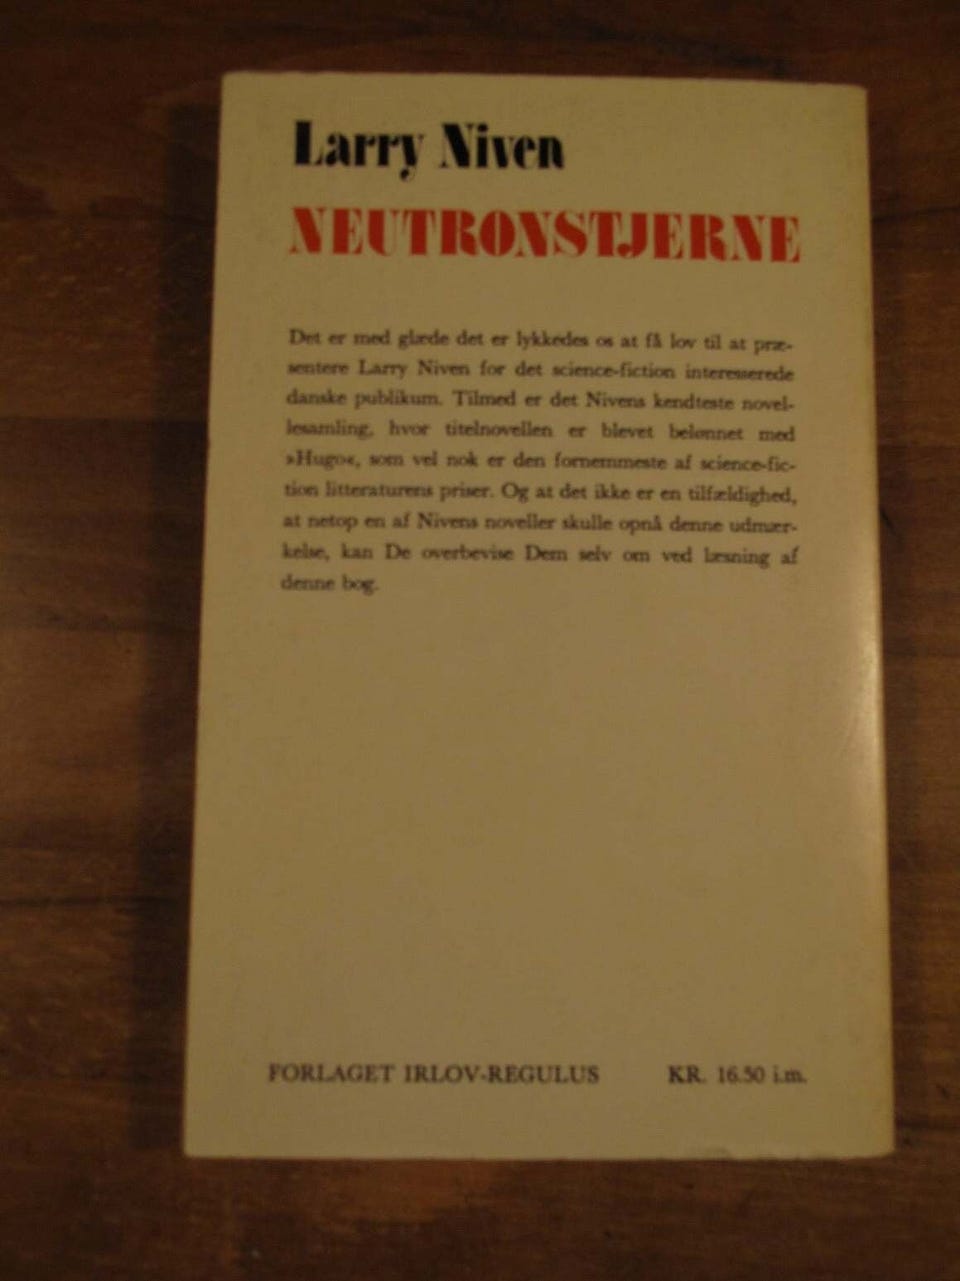 Larry Niven
NEUTRONSTJERNE
Det er med glæde det er lykkedes os at få lov til at præ-
sentere Larry Niven for det science-fiction interesserede
danske publikum. Tilmed er det Nivens kendteste novel-
lesamling, hvor titelnovellen er blevet belønnet med
»Hugo«, som vel nok er den fornemmeste af science-fic-
tion litteraturens priser. Og at det ikke er en tilfældighed,
at netop en af Nivens noveller skulle opnå denne udmær-
kelse, kan De overbevise Dem selv om ved læsning af
denne bog.
FORLAGET IRLOV-REGULUS KR. 16.50 i.m.